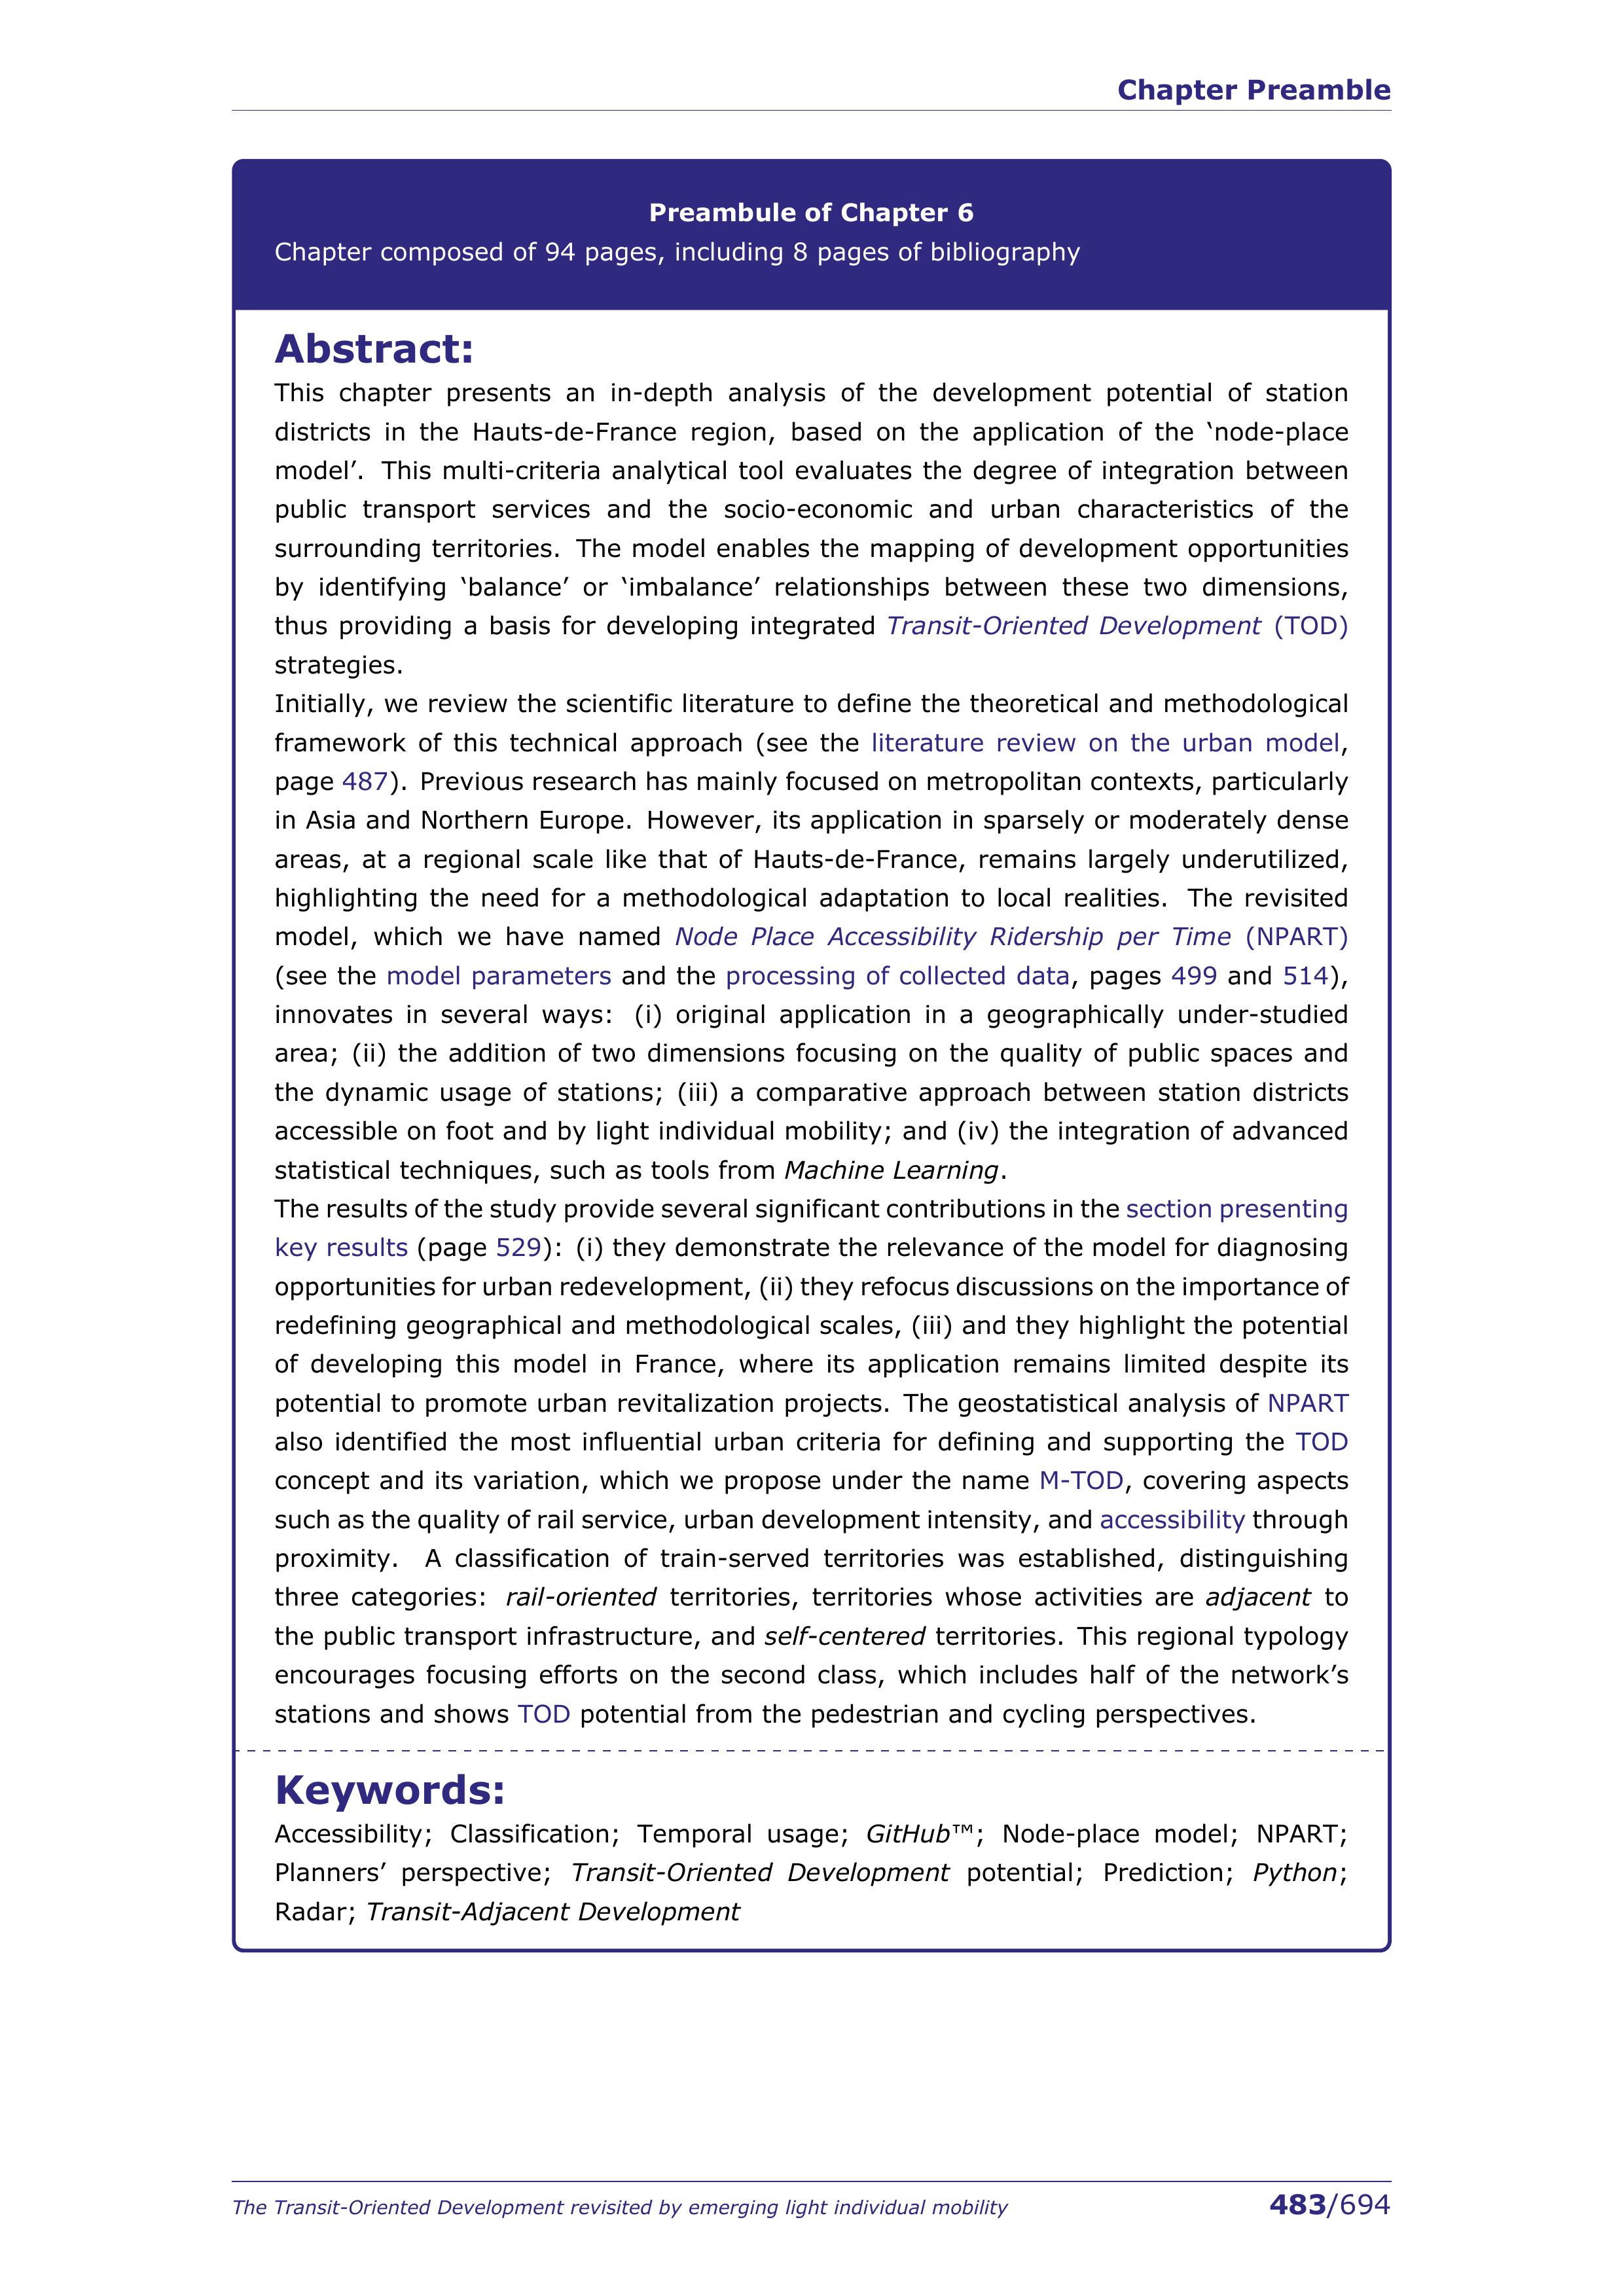 Chapter Preamble
Preambule of Chapter 6
Chapter composed of 94 pages, including 8 pages of bibliography
Abstract:
This chapter presents an in-depth analysis of the development potential of station
districts in the Hauts-de-France region, based on the application of the ‘node-place
model’. This multi-criteria analytical tool evaluates the degree of integration between
public transport services and the socio-economic and urban characteristics of the
surrounding territories. The model enables the mapping of development opportunities
by identifying ‘balance’ or ‘imbalance’ relationships between these two dimensions,
thus providing a basis for developing integrated Transit-Oriented Development (TOD)
strategies.
Initially, we review the scientific literature to define the theoretical and methodological
framework of this technical approach (see the literature review on the urban model,
page 487). Previous research has mainly focused on metropolitan contexts, particularly
in Asia and Northern Europe. However, its application in sparsely or moderately dense
areas, at a regional scale like that of Hauts-de-France, remains largely underutilized,
highlighting the need for a methodological adaptation to local realities. The revisited
model, which we have named Node Place Accessibility Ridership per Time (NPART)
(see the model parameters and the processing of collected data, pages 499 and 514),
innovates in several ways: (i) original application in a geographically under-studied
area; (ii) the addition of two dimensions focusing on the quality of public spaces and
the dynamic usage of stations; (iii) a comparative approach between station districts
accessible on foot and by light individual mobility; and (iv) the integration of advanced
statistical techniques, such as tools from Machine Learning.
The results of the study provide several significant contributions in the section presenting
key results (page 529): (i) they demonstrate the relevance of the model for diagnosing
opportunities for urban redevelopment, (ii) they refocus discussions on the importance of
redefining geographical and methodological scales, (iii) and they highlight the potential
of developing this model in France, where its application remains limited despite its
potential to promote urban revitalization projects. The geostatistical analysis of NPART
also identified the most influential urban criteria for defining and supporting the TOD
concept and its variation, which we propose under the name M-TOD, covering aspects
such as the quality of rail service, urban development intensity, and accessibility through
proximity. A classification of train-served territories was established, distinguishing
three categories: rail-oriented territories, territories whose activities are adjacent to
the public transport infrastructure, and self-centered territories. This regional typology
encourages focusing efforts on the second class, which includes half of the network’s
stations and shows TOD potential from the pedestrian and cycling perspectives.
Keywords:
Accessibility; Classification; Temporal usage; GitHub™; Node-place model; NPART;
Planners’ perspective; Transit-Oriented Development potential; Prediction; Python;
Radar; Transit-Adjacent Development
The Transit-Oriented Development revisited by emerging light individual mobility
483/694